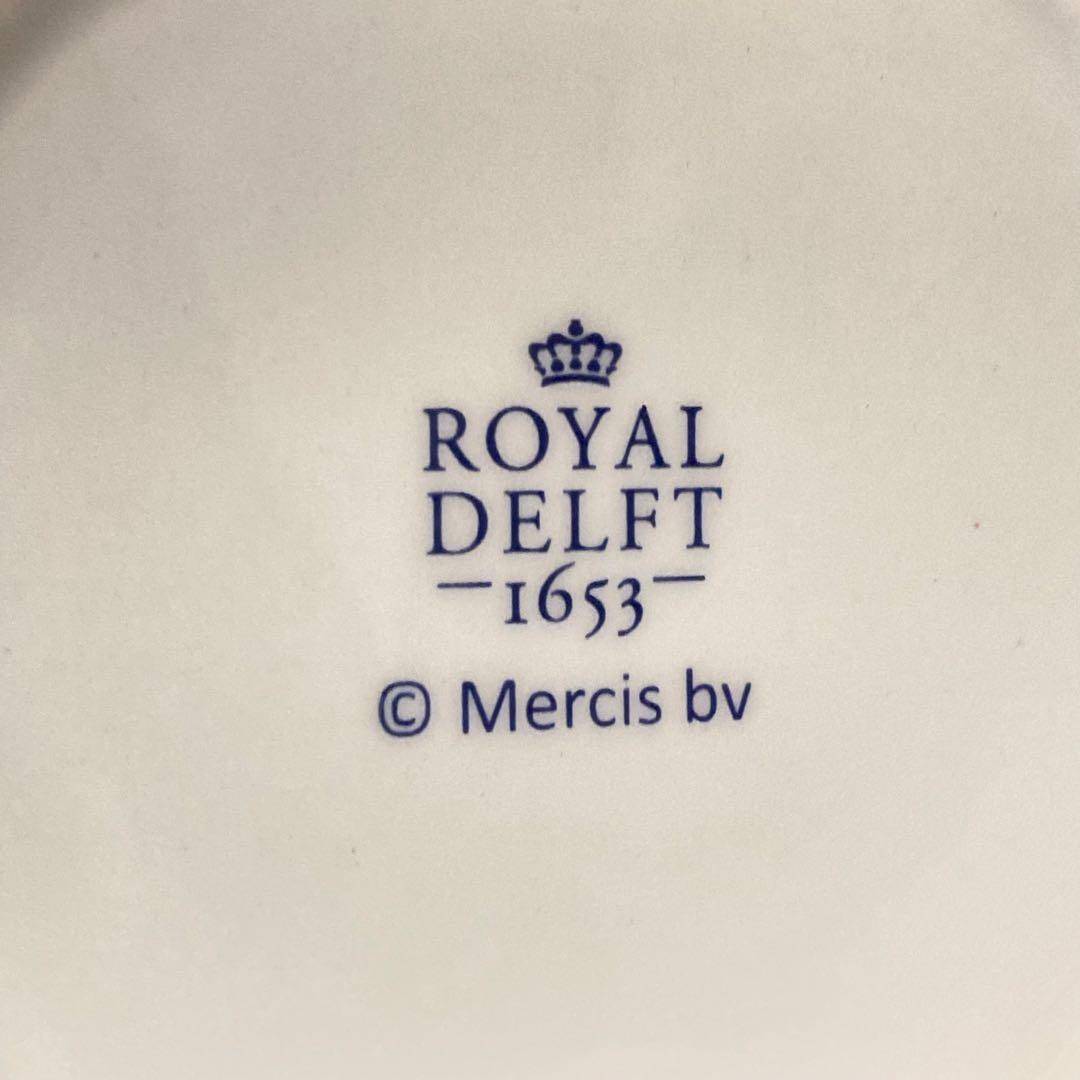 ROYAL
DELFT
—1653—
© Mercis bv